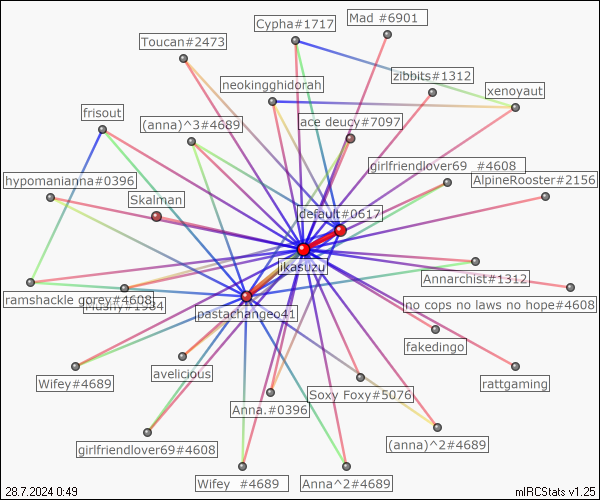 Mad #6901
Cypha#1717
Toucan#2473
zibbits#1312
neokingghidorah
xenoyaut
frisout
ace deucy#7097
(anna)^3#4689
girlfriendlover69 #4608
hypomanianna#0396
AlpineRooster#2156
Skalman
default#0617
ikasuzu
Annarchist#1312
ramshackle gorey#4608
no cops no laws no hope#4608
pastachangeo41
fakedingo
Wifey#4689
avelicious
rattgaming
Soxy Foxy#5076
Anna.#0396
(anna)^2#4689
girlfriendlover69#4608
Wifey #4689
Anna^2#4689
28.7.2024 0:49
mIRCStats v1.25